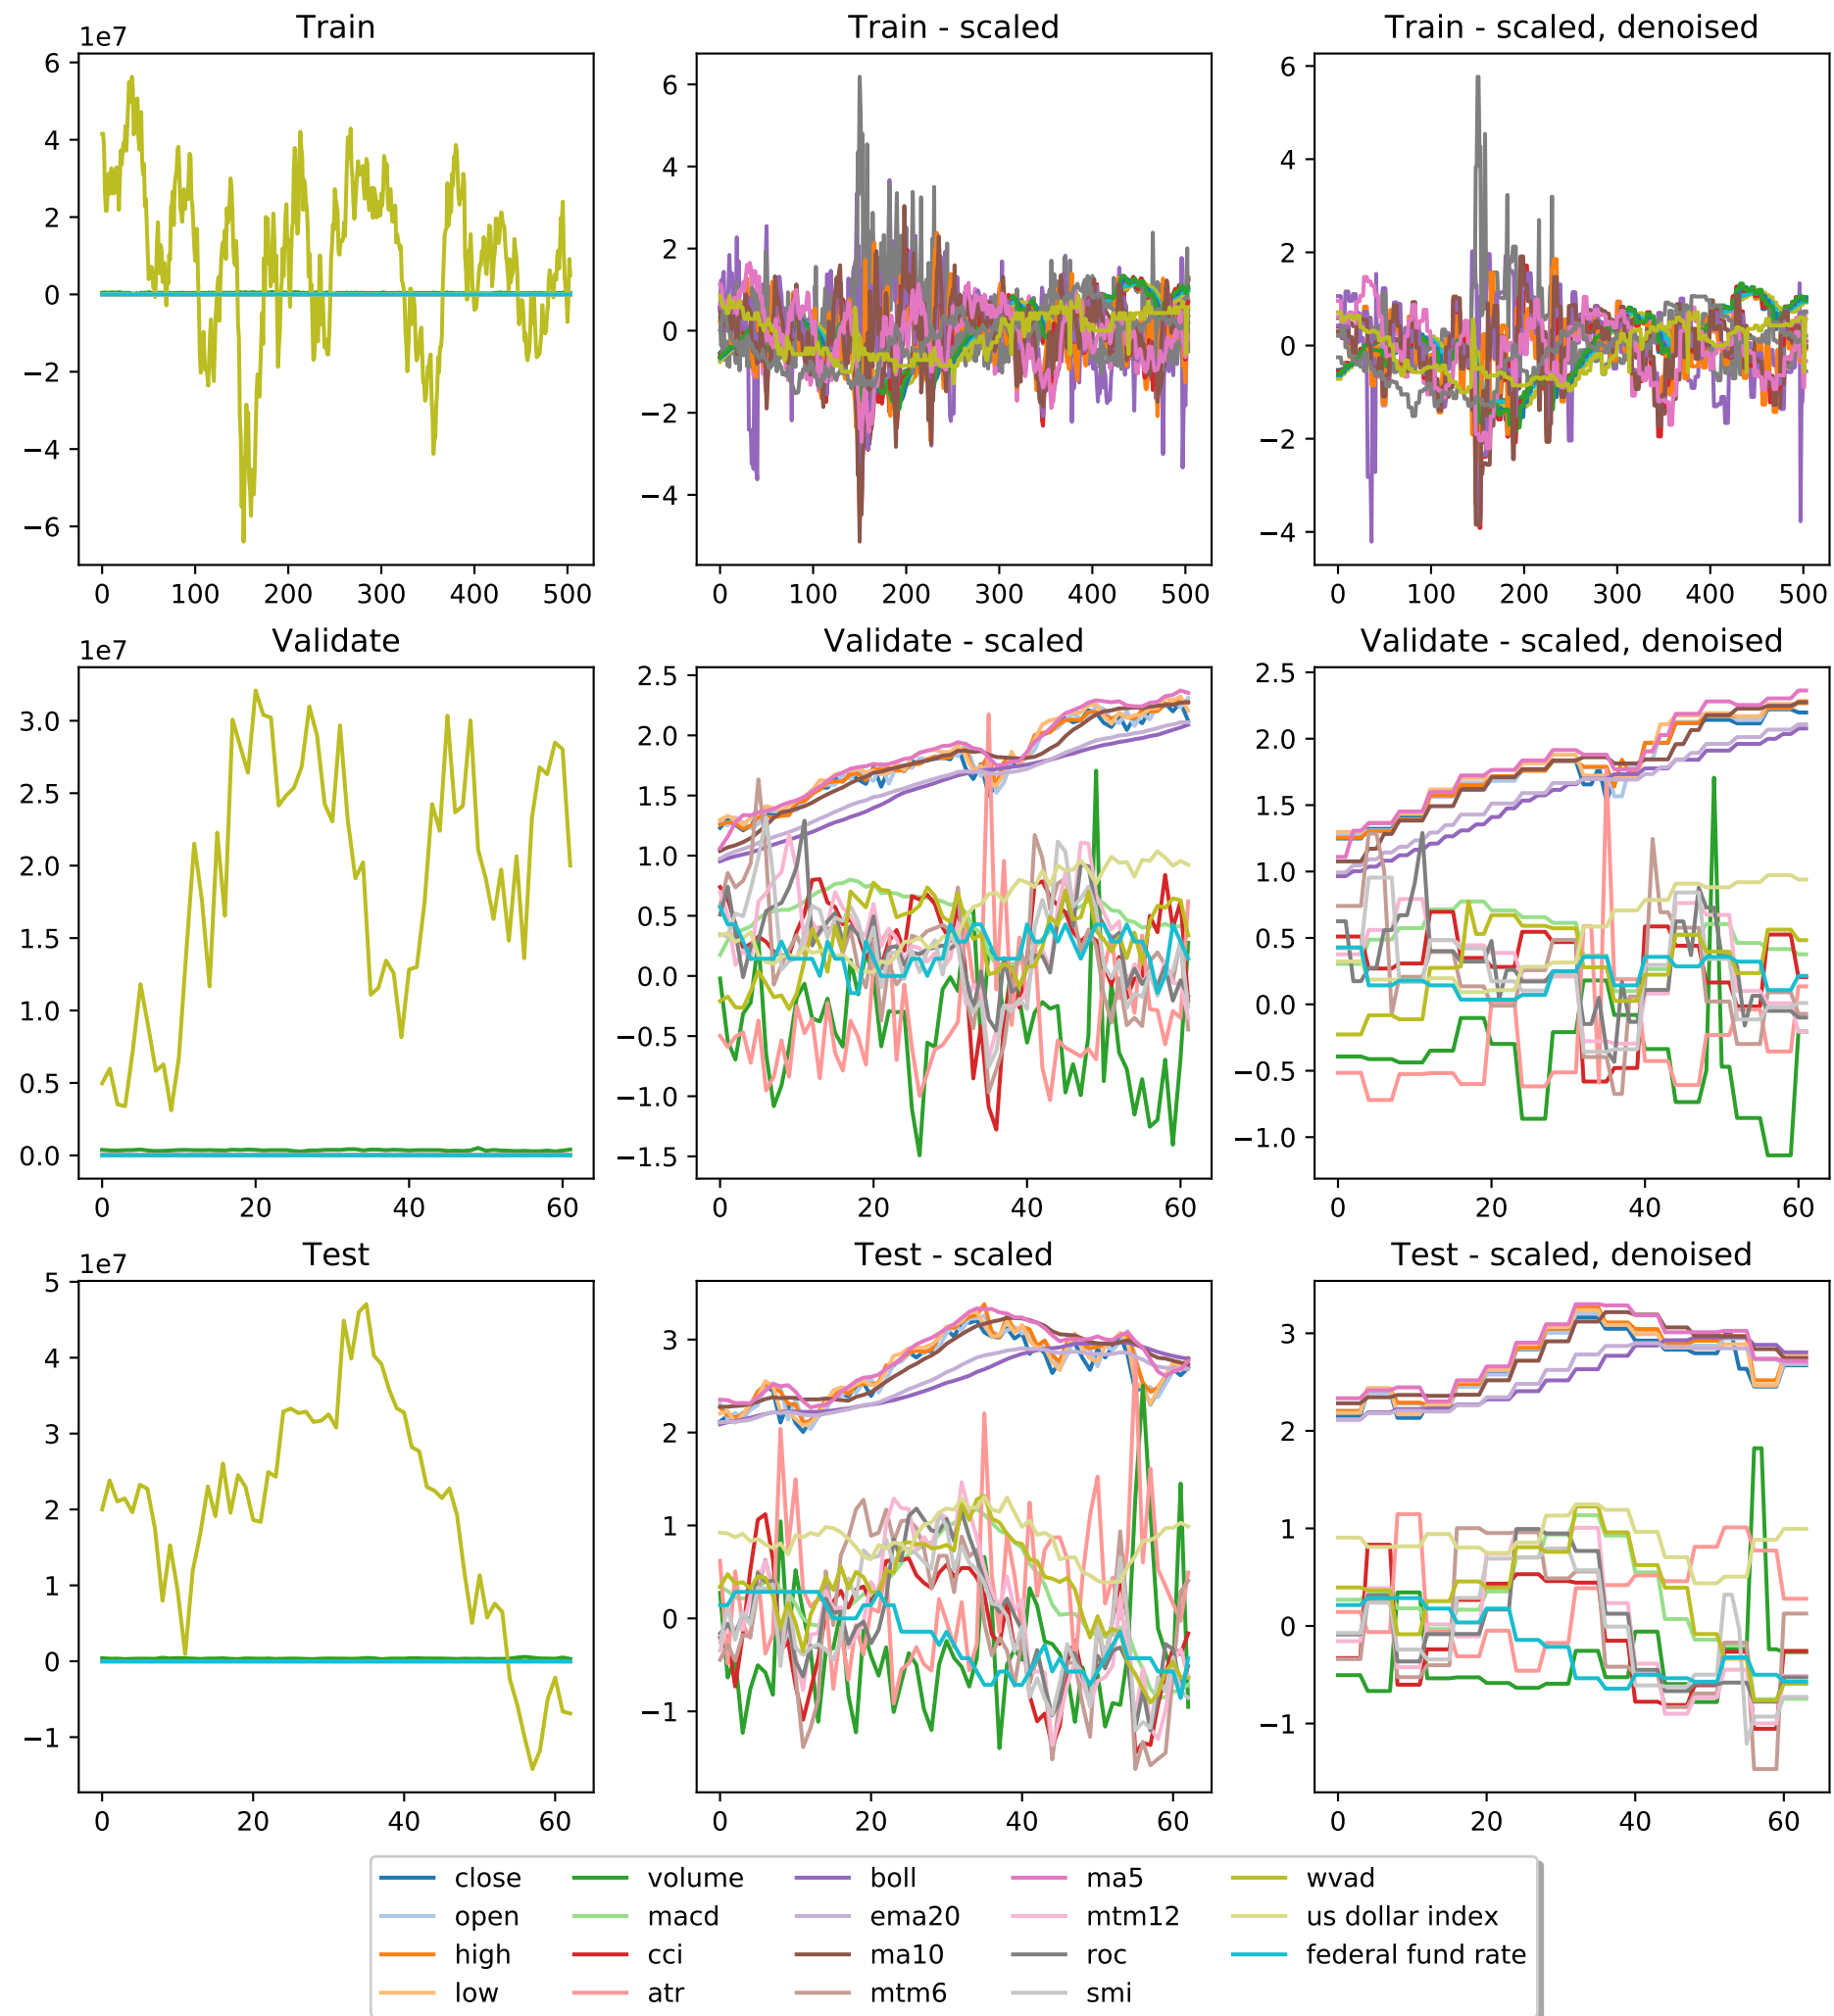 Train
Train - scaled
Train - scaled, denoised
1e7
6
4
2
0
−2
−4
−6
0 100 200 300 400 500
6
4
2
0
−2
−4
0 100 200 300 400 500
6
4
2
0
−2
−4
0 100 200 300 400 500
Validate
Validate - scaled
Validate - scaled, denoised
1e7
3.0
2.5
2.0
1.5
1.0
0.5
0.0
0 20 40 60
2.5
2.0
1.5
1.0
0.5
0.0
−0.5
−1.0
−1.5
0 20 40 60
2.5
2.0
1.5
1.0
0.5
0.0
−0.5
−1.0
0 20 40 60
Test
Test - scaled
Test - scaled, denoised
1e7
5
4
3
2
1
0
−1
0 20 40 60
3
2
1
0
−1
0 20 40 60
3
2
1
0
−1
0 20 40 60
close
open
high
low
volume
macd
cci
atr
boll
ema20
ma10
mtm6
ma5
mtm12
roc
smi
wvad
us dollar index
federal fund rate